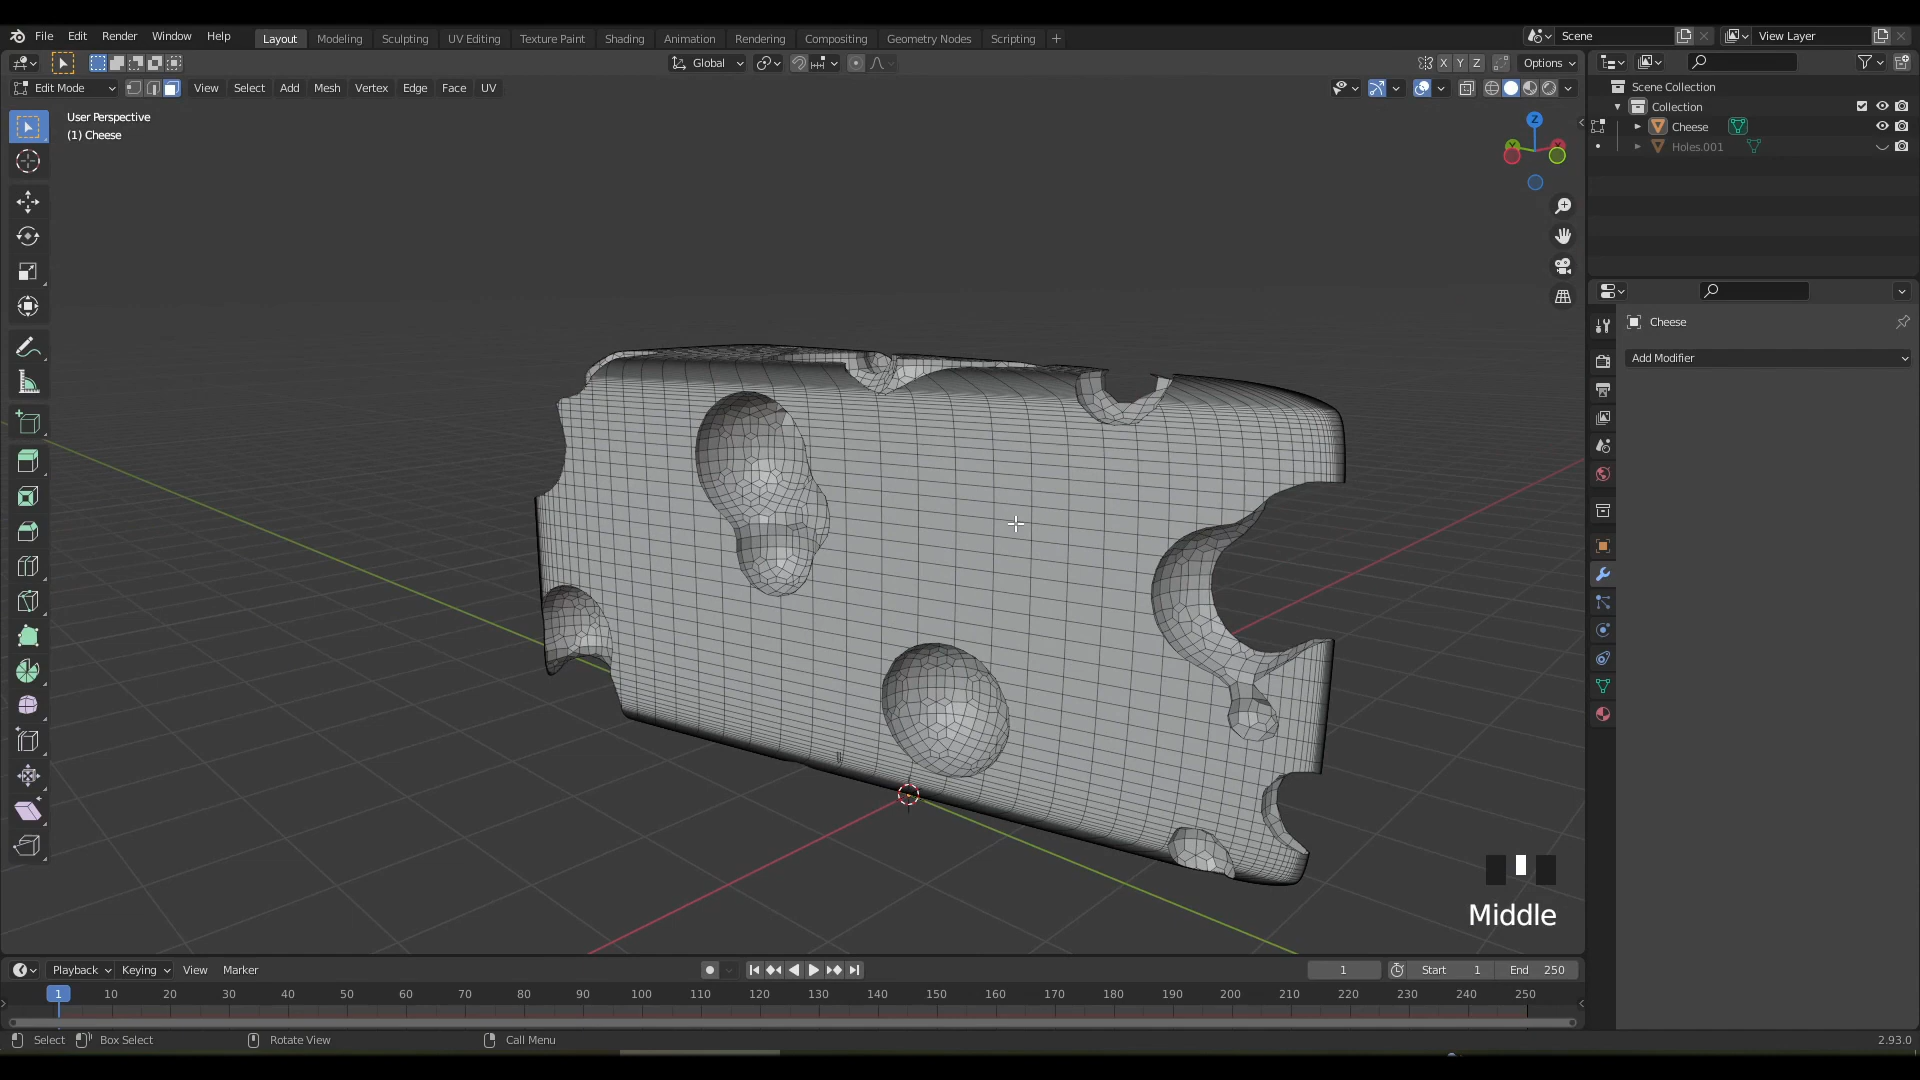 File Edit Render Window Help Layout Modeling Sculpting UV Editing Texture Paint Shading Animation Rendering Compositing Geometry Nodes Scripting + Scene View Layer
Global X Y Z Options
Edit Mode View Select Add Mesh Vertex Edge Face UV
User Perspective
(1) Cheese
Z
Scene Collection
Collection
Cheese
Holes.001
Cheese
Add Modifier
Middle
Playback Keying View Marker 1 Start 1 End 250
1 10 20 30 40 50 60 70 80 90 100 110 120 130 140 150 160 170 180 190 200 210 220 230 240 250
Select Box Select Rotate View Call Menu 2.93.0